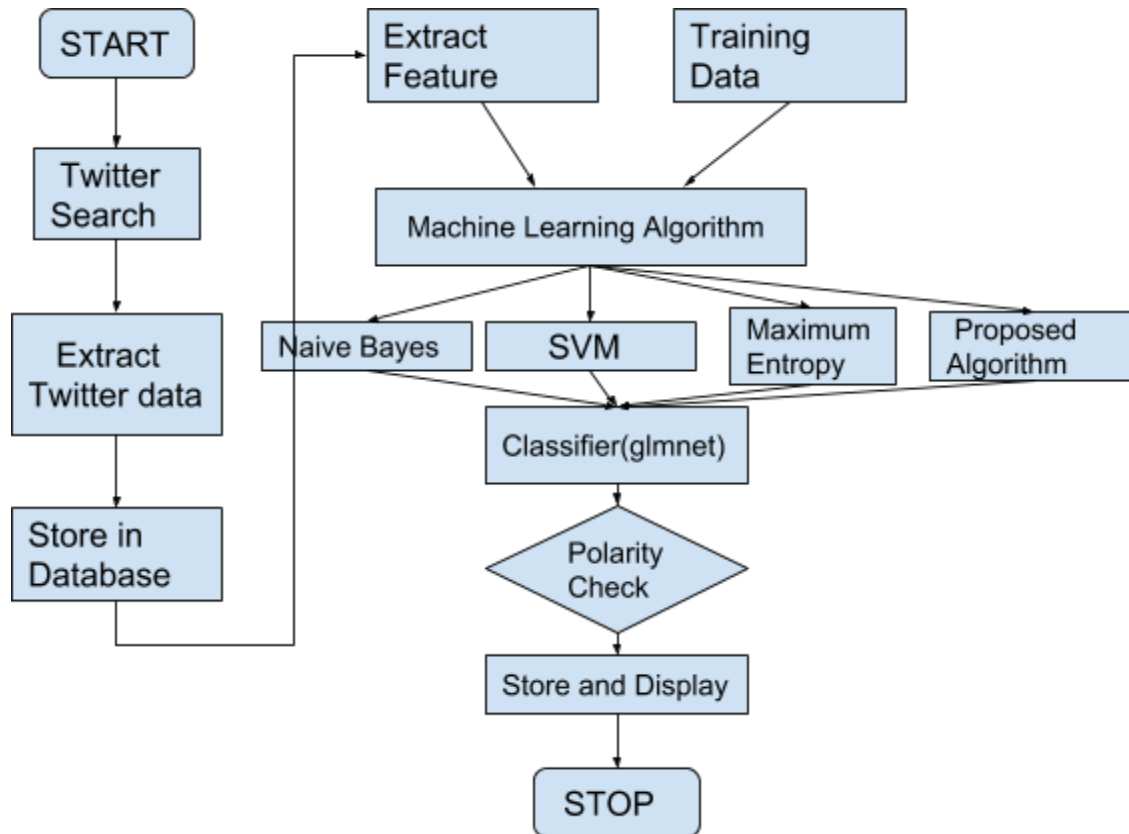 START
Twitter
Search
Extract
Twitter data
Store in
Database
Extract
Feature
Training
Data
Machine Learning Algorithm
Naive Bayes
SVM
Maximum
Entropy
Proposed
Algorithm
Classifier(glmnet)
Polarity
Check
Store and Display
STOP